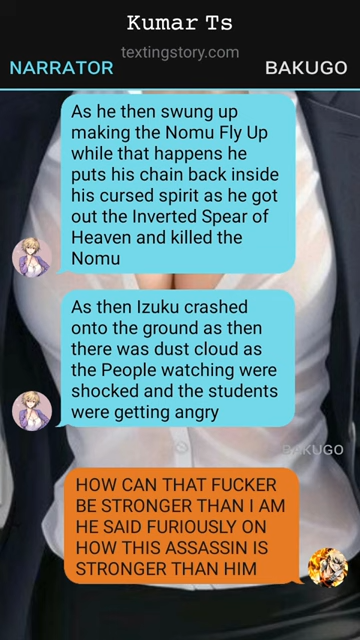 Kumar Ts
textingstory.com
NARRATOR
BAKUGO
As he then swung up
making the Nomu Fly Up
while that happens he
puts his chain back inside
his cursed spirit as he got
out the Inverted Spear of
Heaven and killed the
Nomu
As then Izuku crashed
onto the ground as then
there was dust cloud as
the People watching were
shocked and the students
were getting angry
BAKUGO
HOW CAN THAT FUCKER
BE STRONGER THAN I AM
HE SAID FURIOUSLY ON
HOW THIS ASSASSIN IS
STRONGER THAN HIM